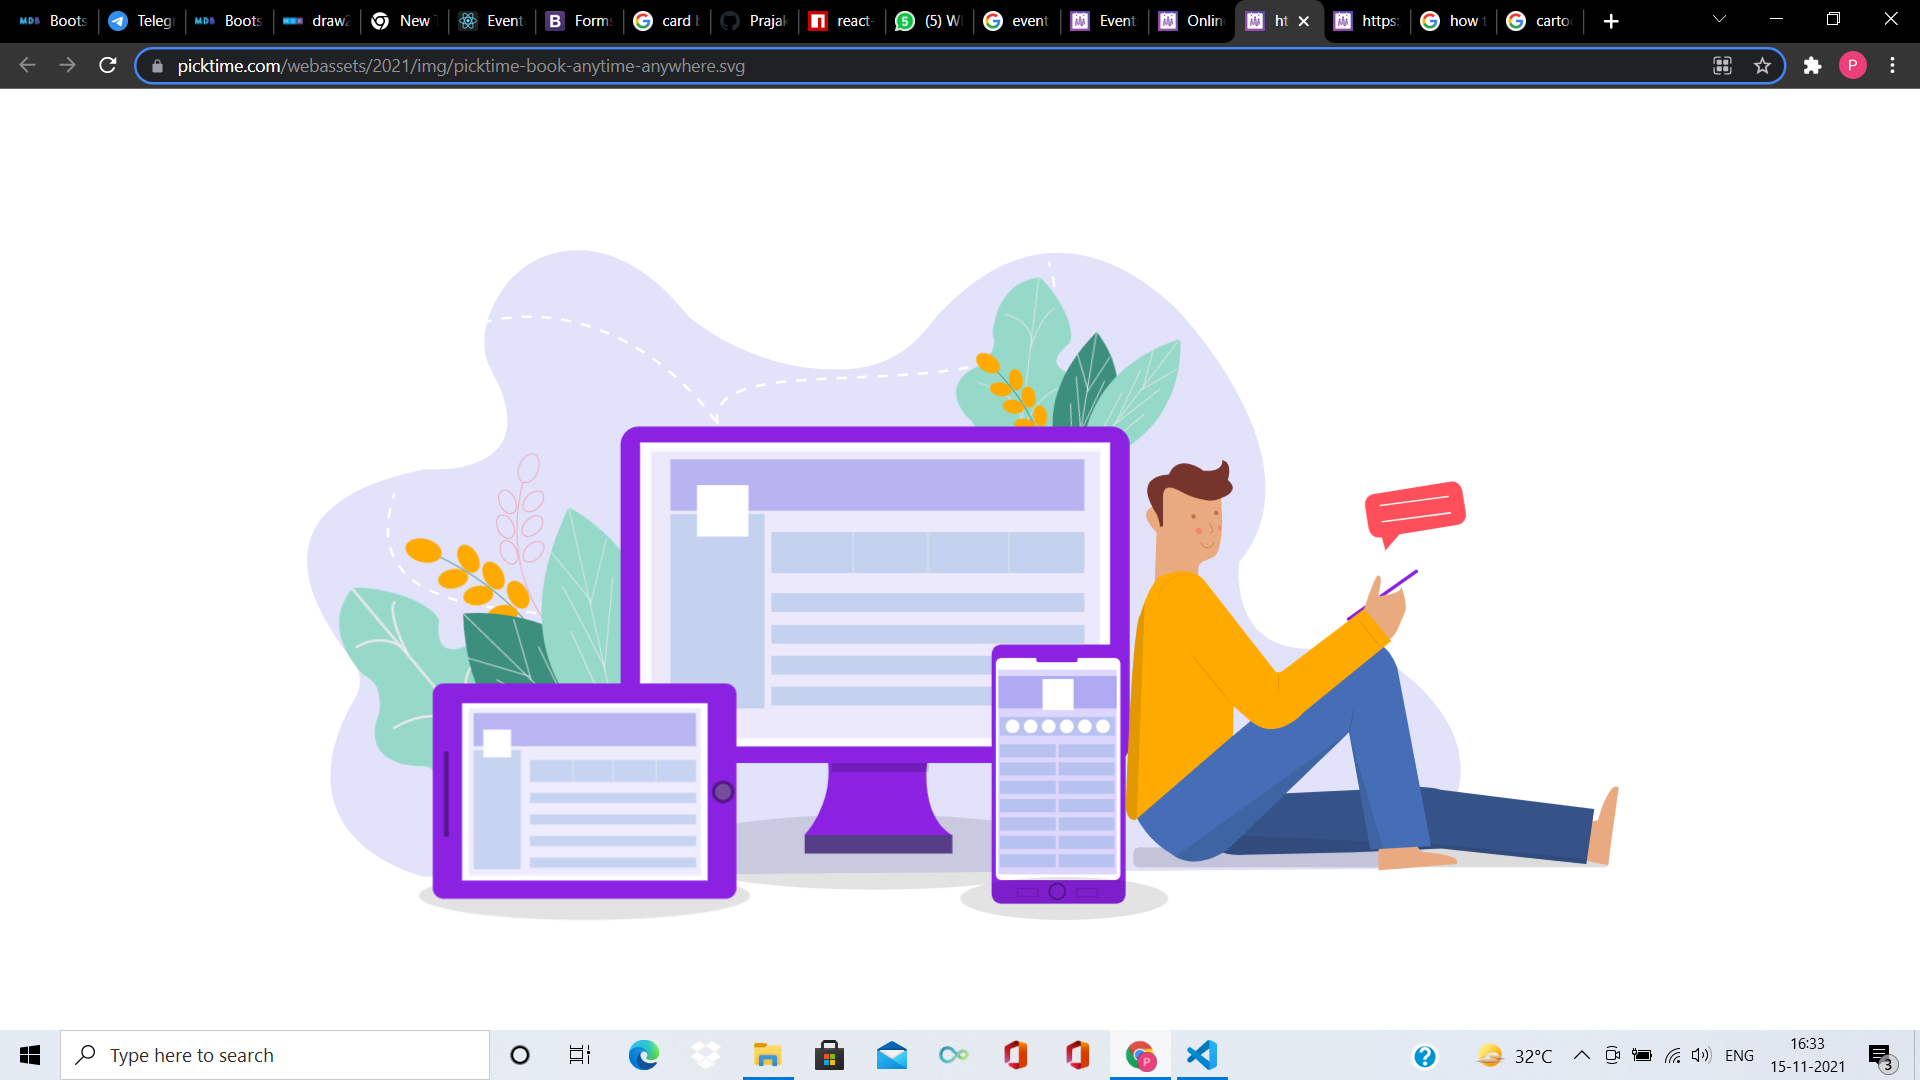 Boots
Teleg
Boots
draw2
New
Event
Form
card b
Prajak
react-
(5) W
event
Event
Onlin
ht
https:
how t
carto
picktime.com/webassets/2021/img/picktime-book-anytime-anywhere.svg
P
Type here to search
32°C
ENG
16:33
15-11-2021
3